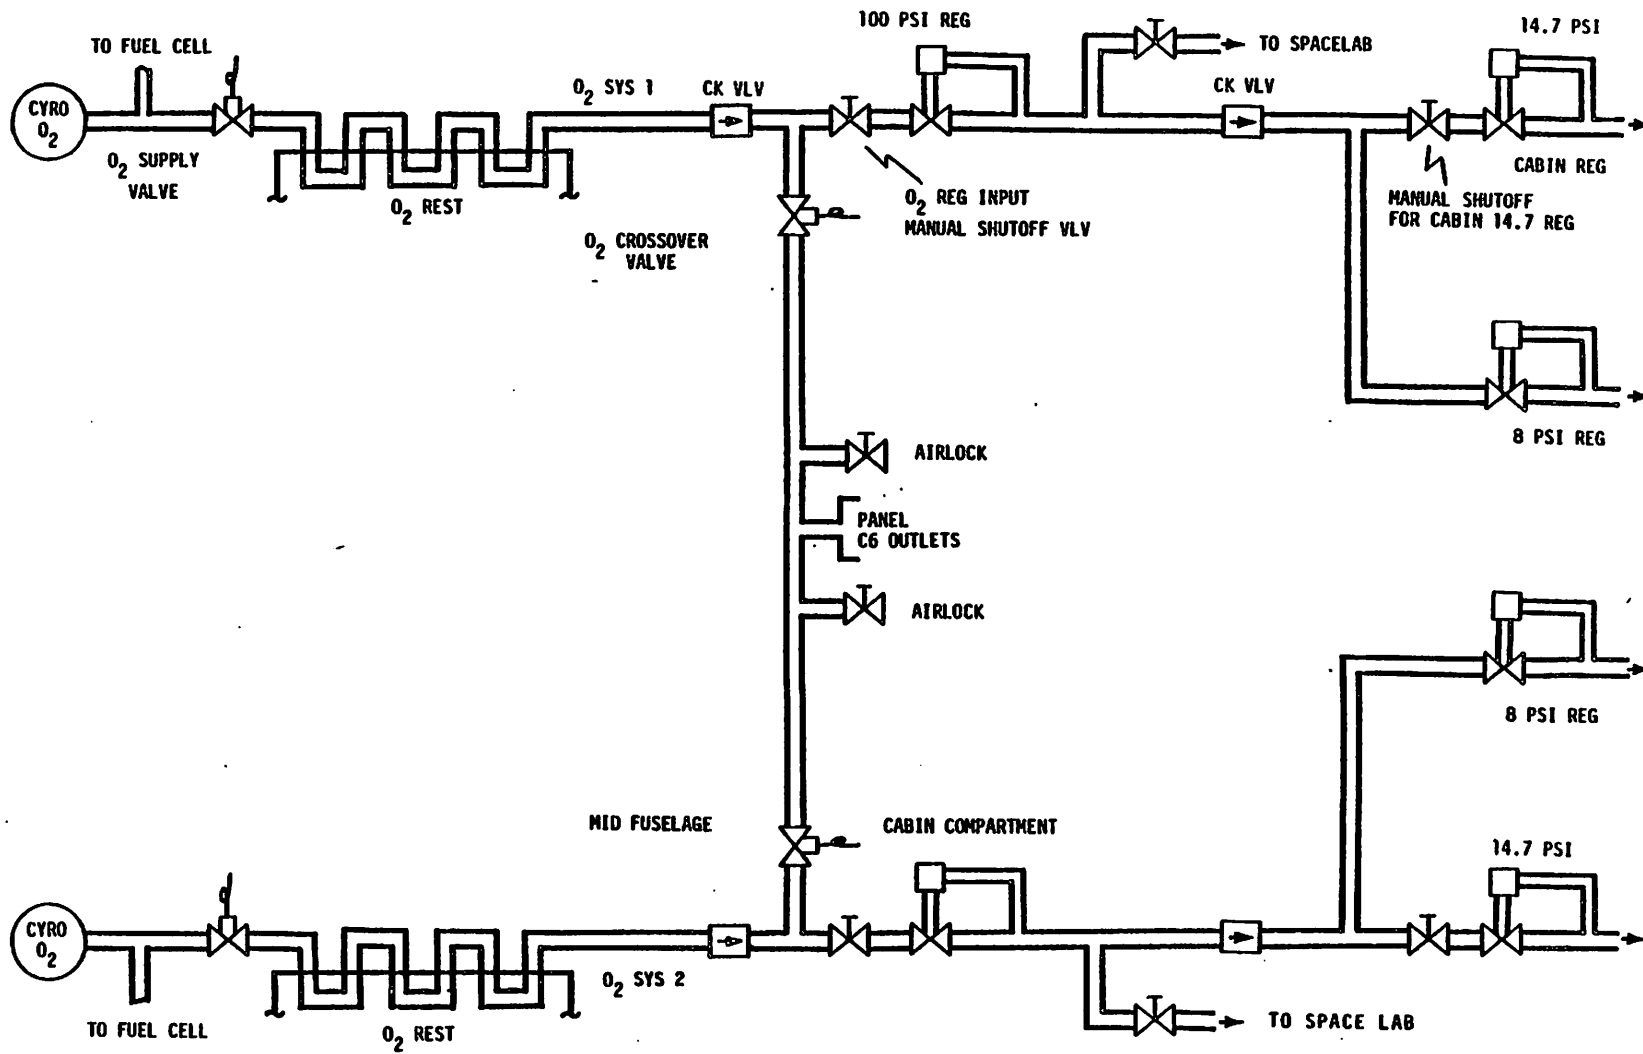 100 PSI REG
14.7 PSI
TO FUEL CELL
TO SPACELAB
CYRO
O2
O2 SYS 1
CK VLV
CK VLV
O2 SUPPLY
VALVE
O2 REST
O2 REG INPUT
MANUAL SHUTOFF VLV
CABIN REG
MANUAL SHUTOFF
FOR CABIN 14.7 REG
O2 CROSSOVER
VALVE
8 PSI REG
AIRLOCK
PANEL
C6 OUTLETS
AIRLOCK
8 PSI REG
MID FUSELAGE
CABIN COMPARTMENT
14.7 PSI
CYRO
O2
O2 SYS 2
TO FUEL CELL
O2 REST
TO SPACE LAB